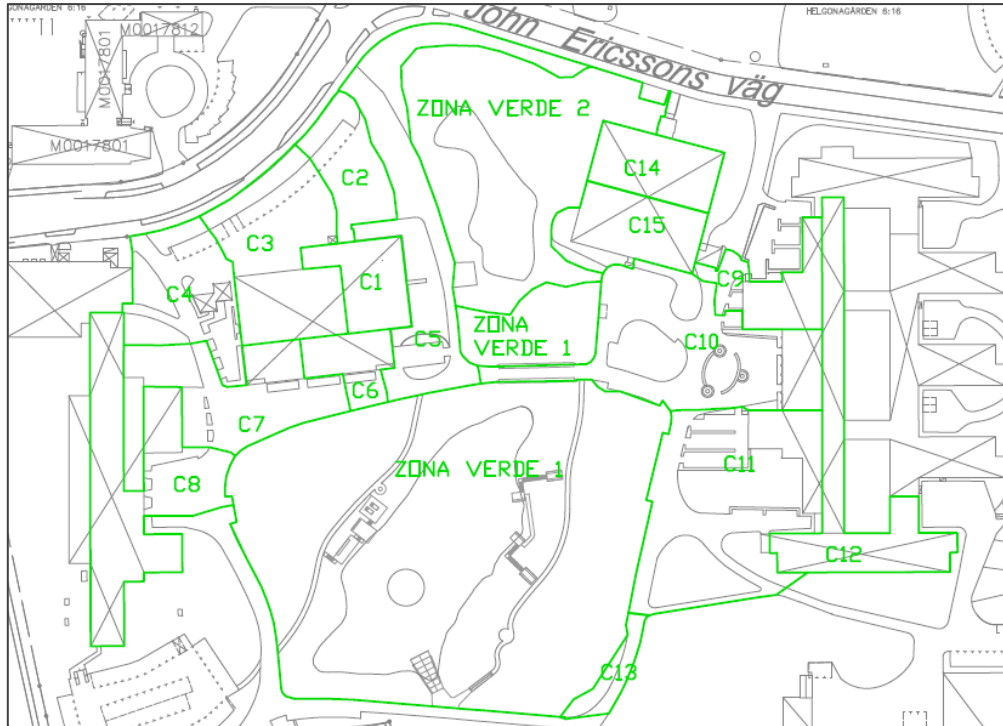 GONAGÅRDEN 6:16
HELGONAGÅRDEN 6:16
M0017812
M0017801
M0017801
John Ericssons väg
ZONA VERDE 2
C2
C14
C3
C15
C4
C1
C9
ZONA
VERDE 1
C5
C10
C6
C7
ZONA VERDE 1
C11
C8
C12
C13